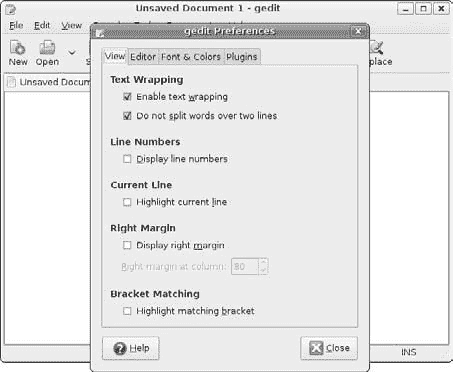 Unsaved Document 1 - gedit
File Edit View
gedit Preferences
New Open
place
Unsaved Docum
View Editor Font & Colors Plugins
Text Wrapping
Enable text wrapping
Do not split words over two lines
Line Numbers
Display line numbers
Current Line
Highlight current line
Right Margin
Display right margin
Right margin at column: 80
Bracket Matching
Highlight matching bracket
Help Close
INS